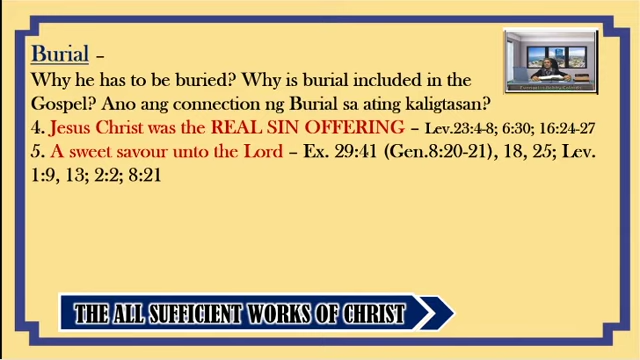 Burial –
Why he has to be buried? Why is burial included in the
Gospel? Ano ang connection ng Burial sa ating kaligtasan?
4. Jesus Christ was the REAL SIN OFFERING – Lev.23:4-8; 6:30; 16:24-27
5. A sweet savour unto the Lord – Ex. 29:41 (Gen.8:20-21), 18, 25; Lev.
1:9, 13; 2:2; 8:21
THE ALL SUFFICIENT WORKS OF CHRIST